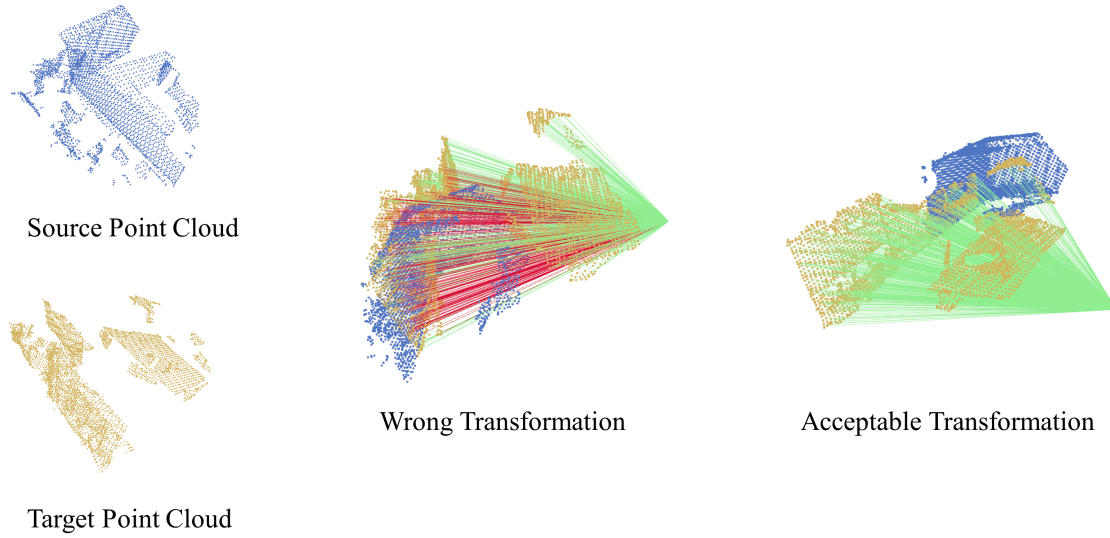 Source Point Cloud
Target Point Cloud
Wrong Transformation
Acceptable Transformation